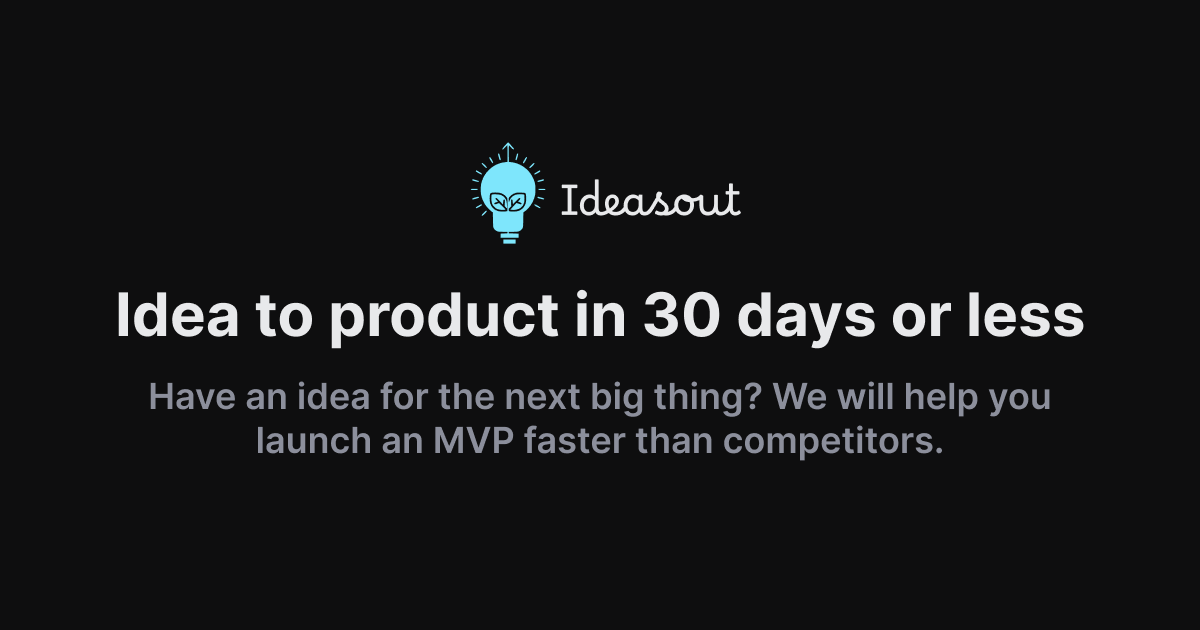 Ideasout
Idea to product in 30 days or less
Have an idea for the next big thing? We will help you
launch an MVP faster than competitors.